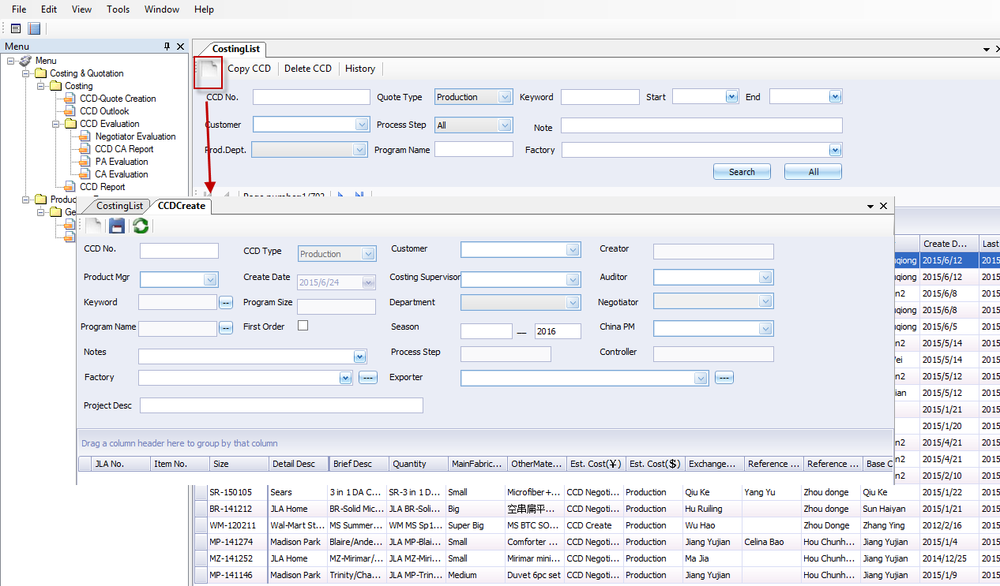 File Edit View Tools Window Help
Menu
CostingList
Menu
Costing & Quotation
Costing
CCD-Quote Creation
CCD Outlook
CCD Evaluation
Negotiator Evaluation
CCD CA Report
PA Evaluation
CA Evaluation
CCD Report
Copy CCD Delete CCD History
CCD No. Quote Type Production Keyword Start End
Customer Process Step All Note
Prod.Dept. Program Name Factory
Search All
CostingList CCDCreate
CCD No. CCD Type Production Customer Creator
Product Mgr Create Date 2015/6/24 Costing Supervisor Auditor
Keyword -- Program Size Department Negotiator
Program Name -- First Order Season — 2016 China PM
Notes Process Step Controller
Factory --- Exporter ---
Project Desc
Drag a column header here to group by that column
JLA No. Item No. Size Detail Desc Brief Desc Quantity MainFabric... OtherMate... Est. Cost(¥) Est. Cost($) Exchange... Reference ... Reference ... Base C
Create D... Last
qiong 2015/6/12 2015
qiong 2015/6/12 2015
n2 2015/6/8 2015
qiong 2015/6/8 2015
qiong 2015/6/5 2015
n2 2015/5/14 2015
ei 2015/5/14 2015
n2 2015/5/12 2015
ian 2015/5/12 2015
2015/1/21 2015
2015/1/20 2015
n2 2015/4/21 2015
n2 2015/4/21 2015
n2 2015/2/10 2015
SR-150105 Sears 3 in 1 DA C... SR-3 in 1 D... Small Microfiber+... CCD Negoti... Production Qiu Ke Yang Yu Zhou donge Qiu Ke 2015/1/22 2015
BR-141212 JLA Home BR-Solid Mic... JLA BR-Soli... Big 空串扁平... CCD Negoti... Production Hu Ruiling Zhou donge Sun Haiyan 2015/1/21 2015
WM-120211 Wal-Mart St... MS Summer... WM MS Sp1... Super Big MS BTC SO... CCD Create Production Wu Hao Zhou Donge Zhang Ying 2012/2/16 2015
MP-141274 Madison Park Blaire/Ande... JLA MP-Blai... Small Comforter ... CCD Negoti... Production Jiang Yujian Celina Bao Hou Chunh... Jiang Yujian 2015/1/4 2015
MZ-141252 JLA Home MZ-Mirimar/... JLA MZ-Miri... Small Mirimar mini... CCD Negoti... Production Ma Jia Hou Chunh... Jiang Yujian 2014/12/25 2015
MP-141146 Madison Park Trinity/Cha... JLA MP-Trin... Medium Duvet 6pc set CCD Negoti... Production Jiang Yujian Hou Chunh... Jiang Yujian 2015/1/9 2015